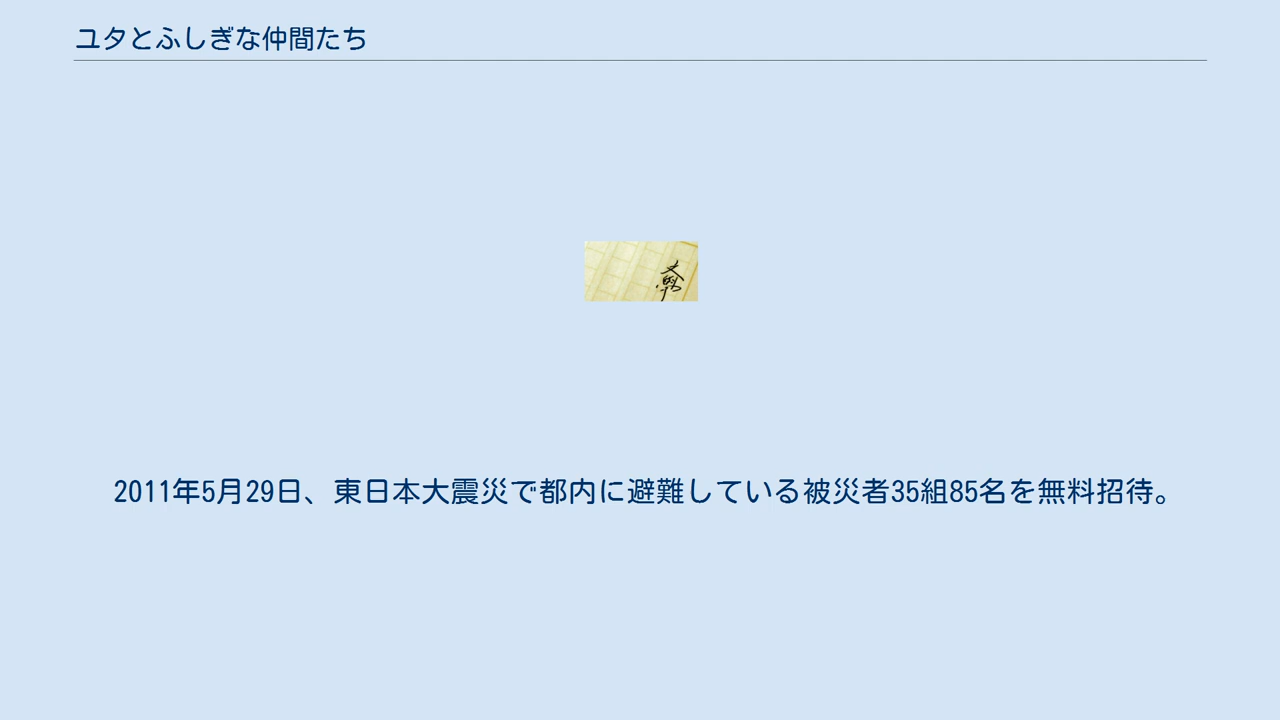 ユタとふしぎな仲間たち
2011年5月29日、東日本大震災で都内に避難している被災者35組85名を無料招待。